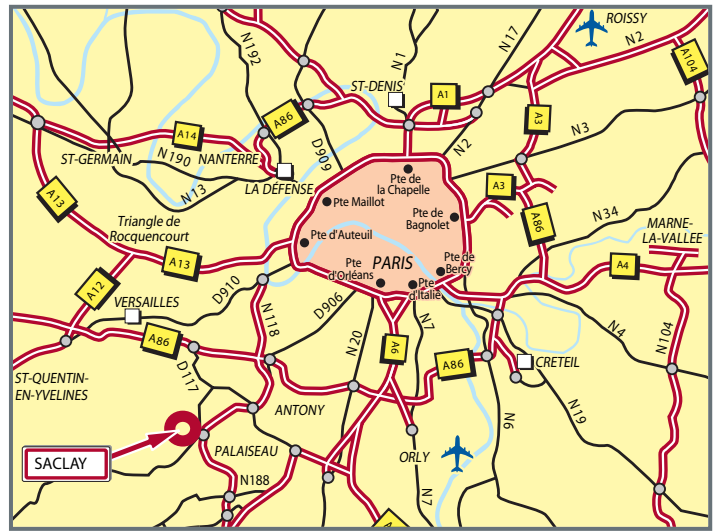 ROISSY
N192
N1
N17
N2
A104
ST-DENIS
A1
A86
A3
A14
D909
N2
N3
ST-GERMAIN
N190
NANTERRE
N13
LA DÉFENSE
Pte de
la Chapelle
A3
A13
Pte Maillot
Pte de
Bagnolet
A86
N34
MARNE-
LA-VALLEE
Triangle de
Rocquencourt
Pte d'Auteuil
A13
Pte
d'Orléans
PARIS
Pte de
Bercy
A4
A12
D910
Pte
d'Italie
VERSAILLES
N118
D906
N20
N7
N4
N104
A86
A6
D117
A86
CRETEIL
ST-QUENTIN-
EN-YVELINES
ANTONY
N6
N19
PALAISEAU
ORLY
SACLAY
N188
N7